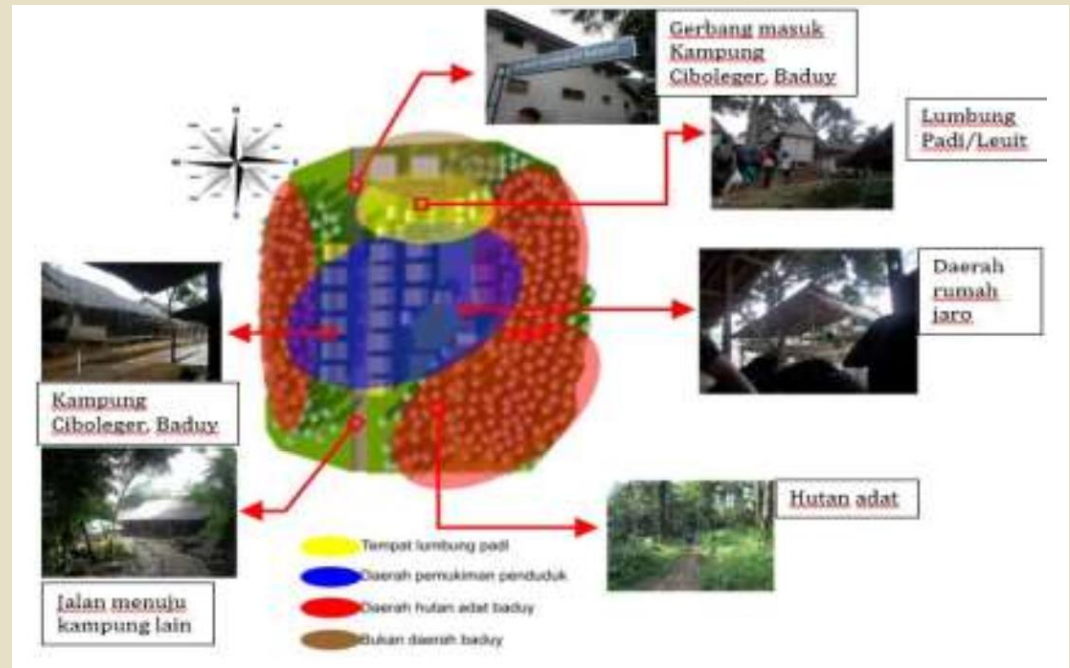 Gerbang masuk
Kampung
Ciboleger, Baduy
Lumbung
Padi/Leuit
Daerah
rumah
jaro
Kampung
Ciboleger, Baduy
Hutan adat
Jalan menuju
kampung lain
Tempat lumbung padi
Daerah pemukiman penduduk
Daerah hutan adat baduy
Bukan daerah baduy